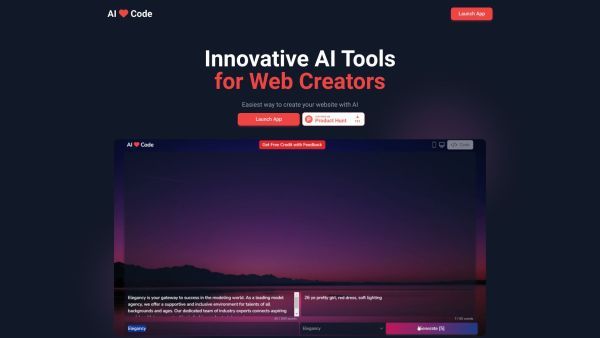 AI ❤ Code
Launch App
Innovative AI Tools
for Web Creators
Easiest way to create your website with AI
Launch App
Product Hunt
AI ❤ Code
Get Free Credit with Feedback
Code
Elegancy is your gateway to success in the modeling world. As a leading model
agency, we offer a supportive and inclusive environment for talents of all
backgrounds and ages. Our dedicated team of industry experts connects aspiring
26 yo pretty girl, red dress, soft lighting
Elegancy
Elegancy
Generate [5]